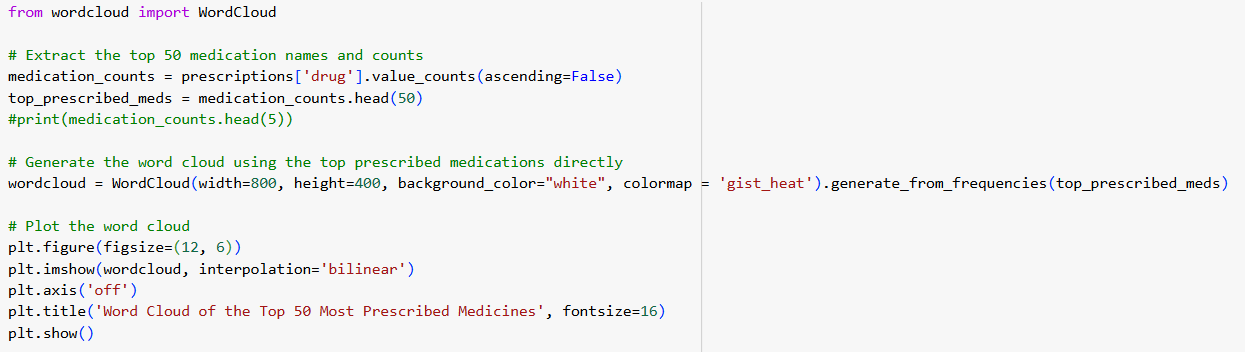 from wordcloud import WordCloud
# Extract the top 50 medication names and counts
medication_counts = prescriptions['drug'].value_counts(ascending=False)
top_prescribed_meds = medication_counts.head(50)
#print(medication_counts.head(5))
# Generate the word cloud using the top prescribed medications directly
wordcloud = WordCloud(width=800, height=400, background_color="white", colormap = 'gist_heat').generate_from_frequencies(top_prescribed_meds)
# Plot the word cloud
plt.figure(figsize=(12, 6))
plt.imshow(wordcloud, interpolation='bilinear')
plt.axis('off')
plt.title('Word Cloud of the Top 50 Most Prescribed Medicines', fontsize=16)
plt.show()